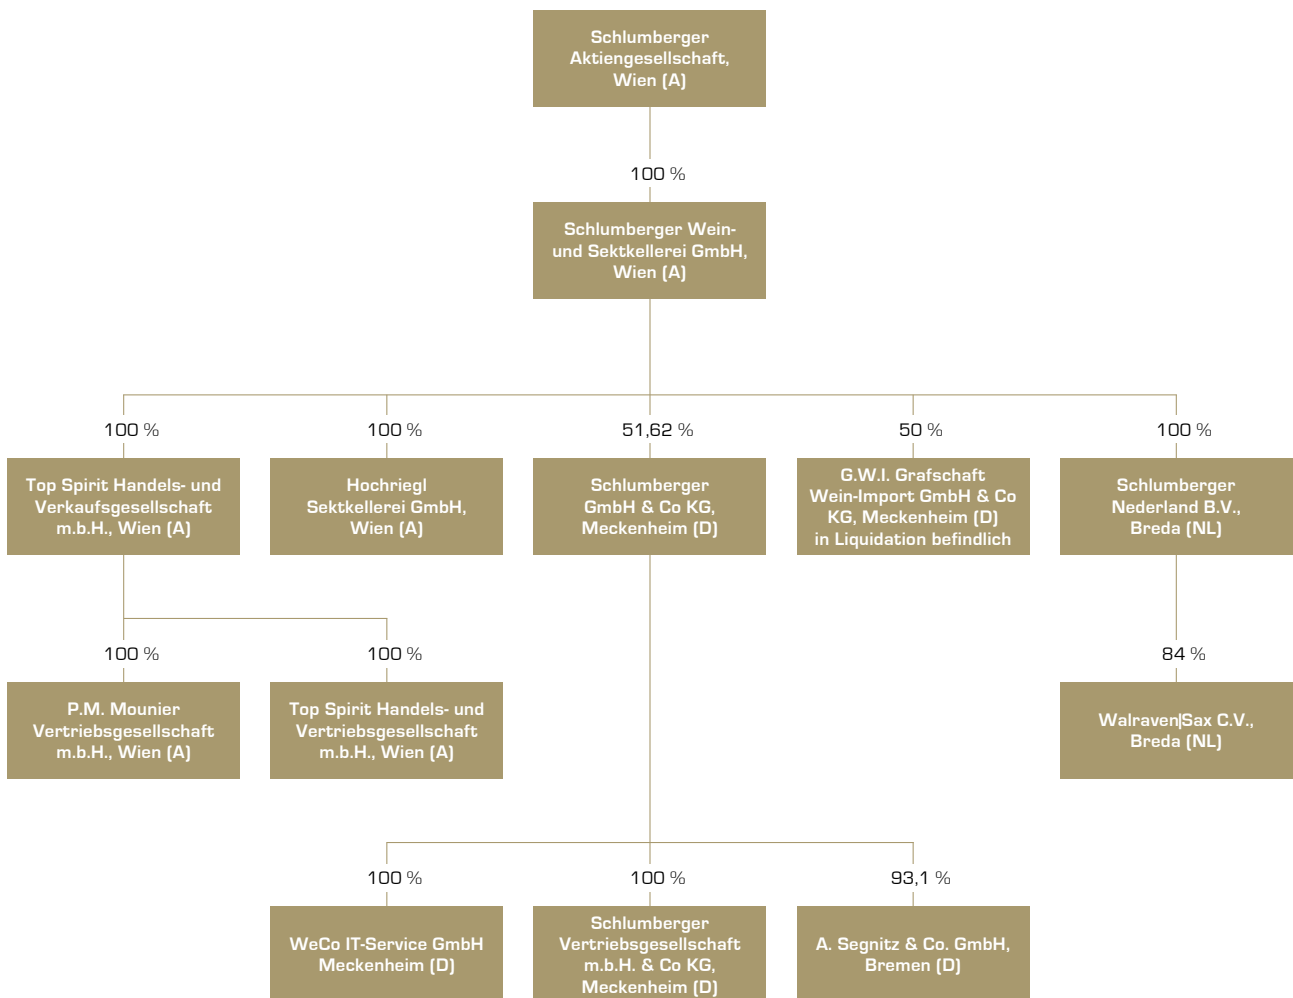 Schlumberger
Aktiengesellschaft,
Wien (A)
100 %
Schlumberger Wein-
und Sektkellerei GmbH,
Wien (A)
100 %
100 %
51,62 %
50 %
100 %
Top Spirit Handels- und
Verkaufsgesellschaft
m.b.H., Wien (A)
Hochriegl
Sektkellerei GmbH,
Wien (A)
Schlumberger
GmbH & Co KG,
Meckenheim (D)
G.W.I. Grafschaft
Wein-Import GmbH & Co
KG, Meckenheim (D)
in Liquidation befindlich
Schlumberger
Nederland B.V.,
Breda (NL)
100 %
100 %
84 %
P.M. Mounier
Vertriebsgesellschaft
m.b.H., Wien (A)
Top Spirit Handels- und
Vertriebsgesellschaft
m.b.H., Wien (A)
Walraven|Sax C.V.,
Breda (NL)
100 %
100 %
93,1 %
WeCo IT-Service GmbH
Meckenheim (D)
Schlumberger
Vertriebsgesellschaft
m.b.H. & Co KG,
Meckenheim (D)
A. Segnitz & Co. GmbH,
Bremen (D)